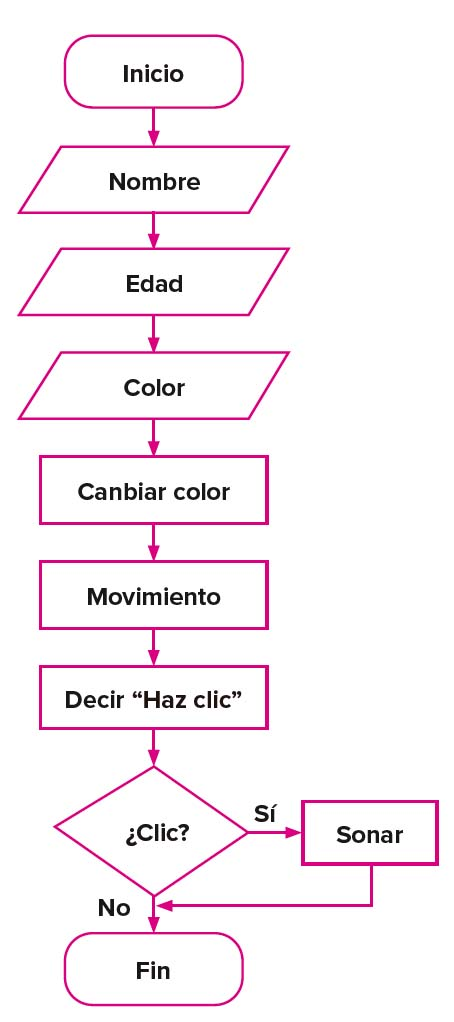 Inicio
Nombre
Edad
Color
Canbiar color
Movimiento
Decir “Haz clic”
¿Clic?
Sí
Sonar
No
Fin